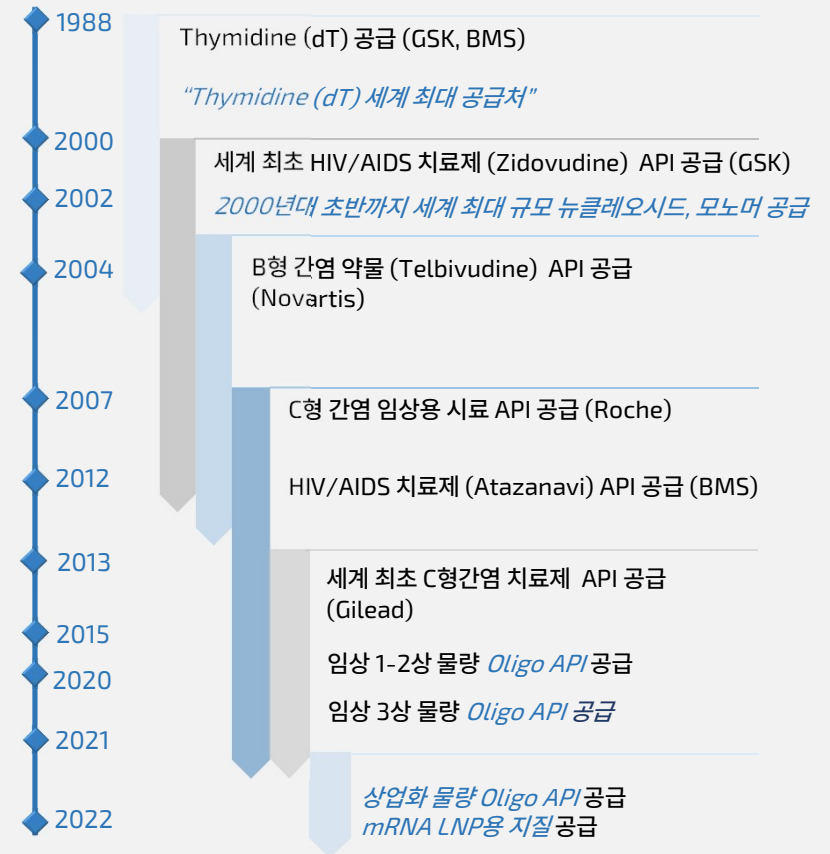 1988
Thymidine (dT) 공급 (GSK, BMS)
“Thymidine (dT) 세계 최대 공급처”
2000
세계 최초 HIV/AIDS 치료제 (Zidovudine) API 공급 (GSK)
2002
2000년대 초반까지 세계 최대 규모 뉴클레오시드, 모노머 공급
2004
B형 간염 약물 (Telbivudine) API 공급
(Novartis)
2007
C형 간염 임상용 시료 API 공급 (Roche)
2012
HIV/AIDS 치료제 (Atazanavi) API 공급 (BMS)
2013
세계 최초 C형간염 치료제 API 공급
(Gilead)
2015
임상 1-2상 물량 Oligo API 공급
2020
임상 3상 물량 Oligo API 공급
2021
상업화 물량 Oligo API 공급
2022
mRNA LNP용 지질 공급